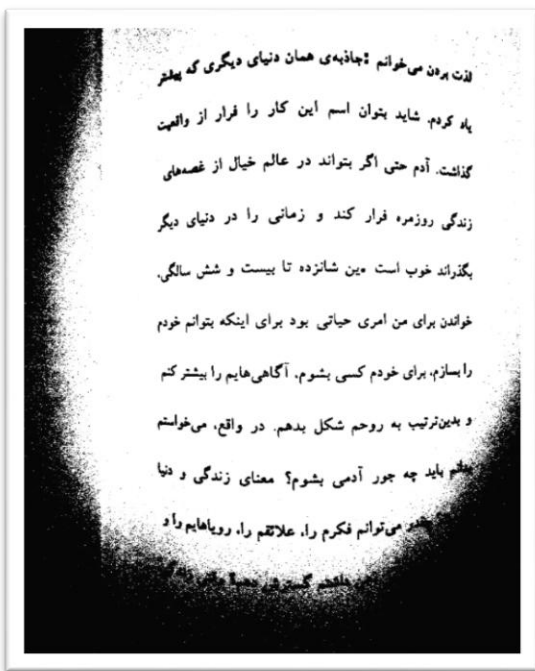 لذت بردن می‌خوانم :جاذبه‌ی همان دنیای دیگری که پیشتر
یاد کردم. شاید بتوان اسم این کار را فرار از واقعیت
گذاشت. آدم حتی اگر بتواند در عالم خیال از غصه‌های
زندگی روزمره فرار کند و زمانی را در دنیای دیگر
بگذراند خوب است .بین شانزده تا بیست و شش سالگی.
خواندن برای من امری حیاتی بود برای اینکه بتوانم خودم
را بسازم، برای خودم کسی بشوم. آگاهی‌هایم را بیشتر کنم
و بدین‌ترتیب به روحم شکل بدهم. در واقع، می‌خواستم
بدانم باید چه جور آدمی بشوم؟ معنای زندگی و دنیا
می‌توانم فکرم را، علائقم را، رویاهایم را و